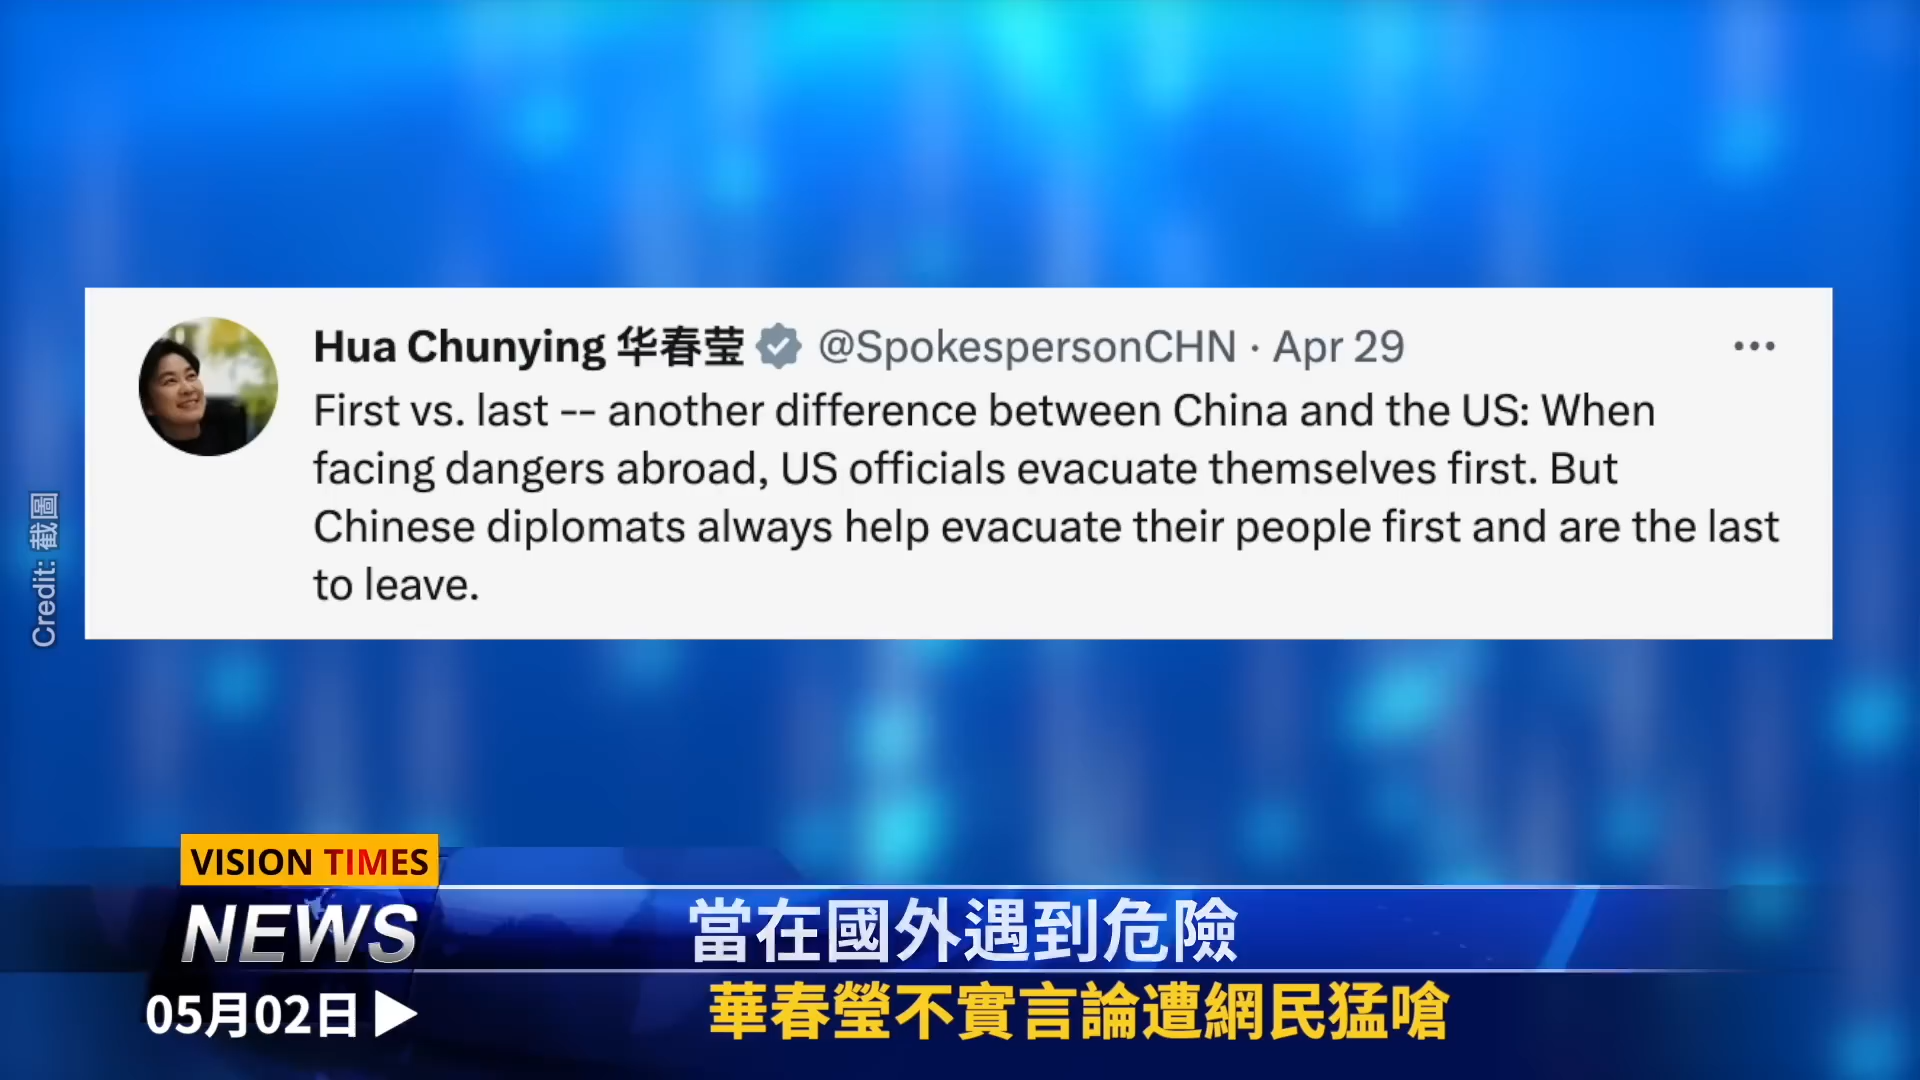 Hua Chunying 华春莹 @SpokespersonCHN · Apr 29
First vs. last -- another difference between China and the US: When
facing dangers abroad, US officials evacuate themselves first. But
Chinese diplomats always help evacuate their people first and are the last
to leave.
Credit: 截圖
VISION TIMES
NEWS
當在國外遇到危險
05月02日
華春瑩不實言論遭網民猛嗆